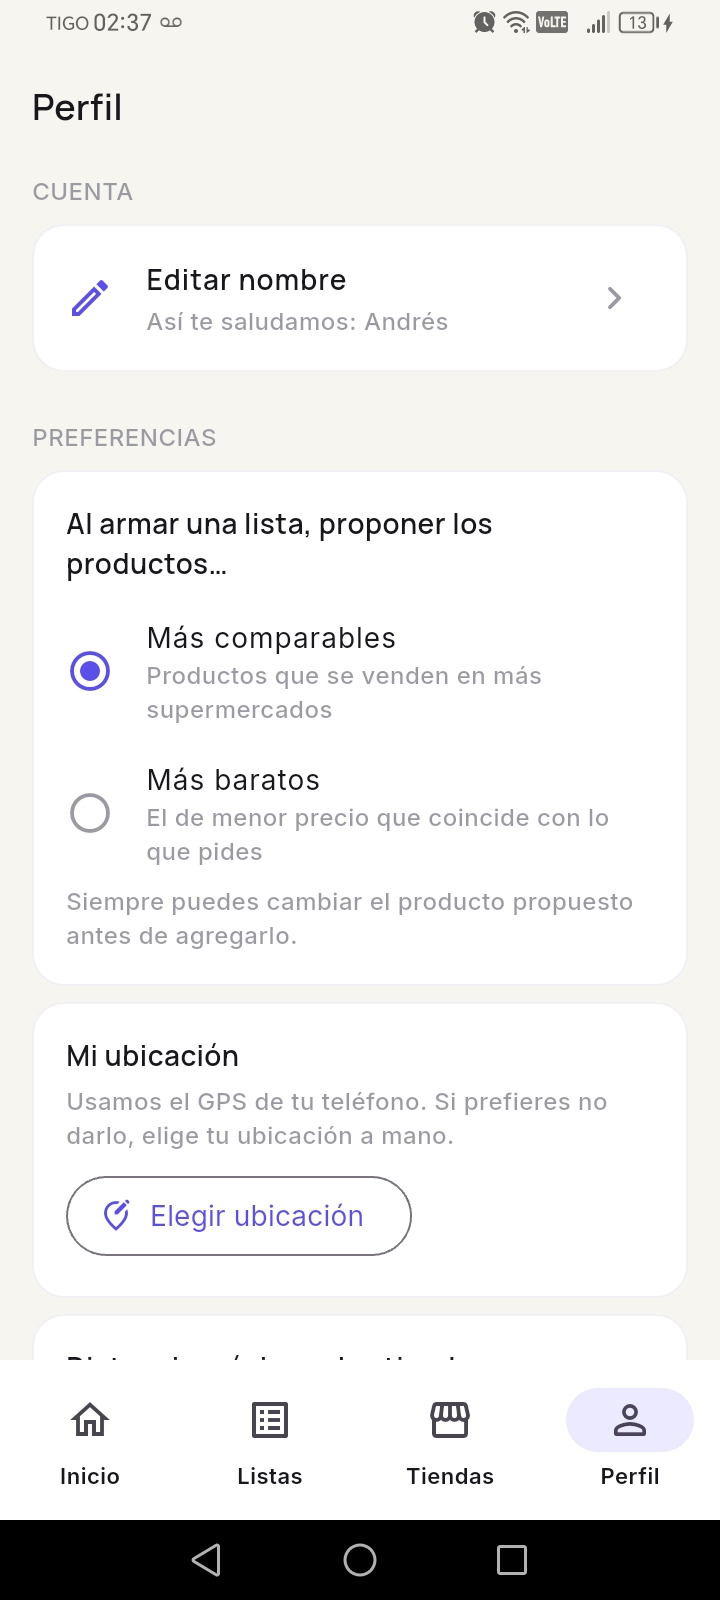 TIGO 02:37
VoLTE
13
Perfil
CUENTA
Editar nombre
Así te saludamos: Andrés
PREFERENCIAS
Al armar una lista, proponer los
productos...
Más comparables
Productos que se venden en más
supermercados
Más baratos
El de menor precio que coincide con lo
que pides
Siempre puedes cambiar el producto propuesto
antes de agregarlo.
Mi ubicación
Usamos el GPS de tu teléfono. Si prefieres no
darlo, elige tu ubicación a mano.
Elegir ubicación
Inicio
Listas
Tiendas
Perfil